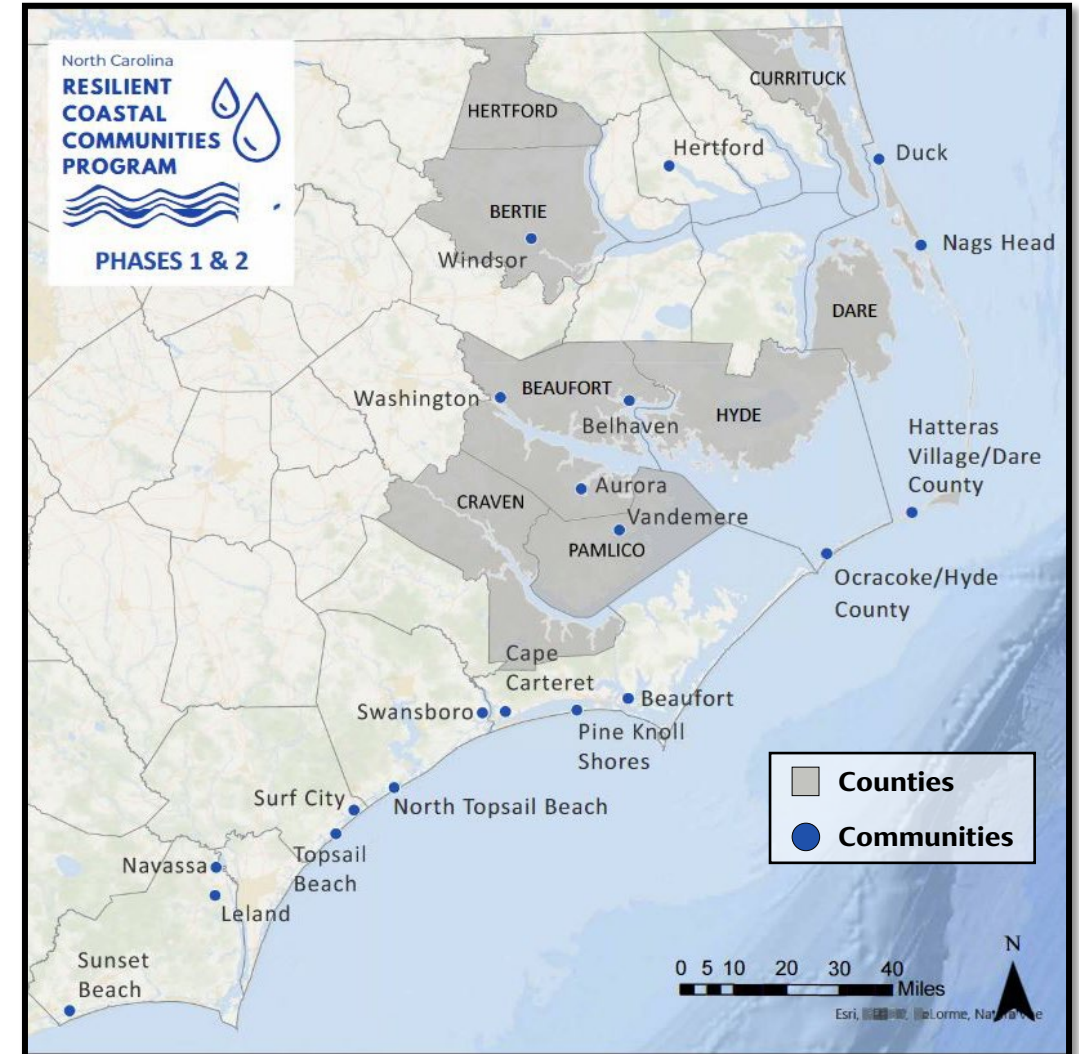 North Carolina
RESILIENT
COASTAL
COMMUNITIES
PROGRAM
PHASES 1 & 2
CURRITUCK
HERTFORD
Hertford
Duck
BERTIE
Windsor
Nags Head
DARE
Washington
BEAUFORT
Belhaven
HYDE
Hatteras
Village/Dare
County
Aurora
CRAVEN
Vandemere
PAMLICO
Ocracoke/Hyde
County
Cape
Carteret
Swansboro
Beaufort
Pine Knoll
Shores
Surf City
North Topsail Beach
Topsail
Beach
Navassa
Leland
Sunset
Beach
Counties
Communities
N
0 5 10 20 30 40
Miles
Esri,